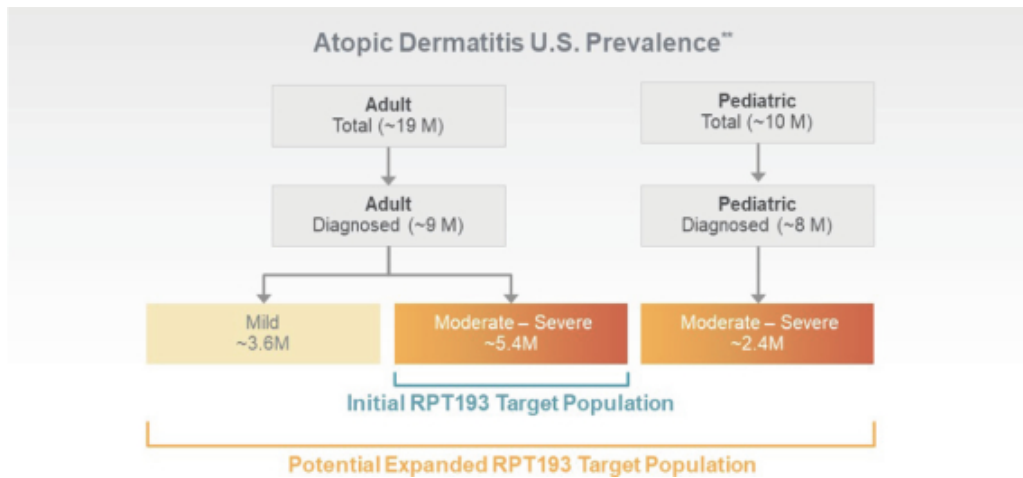 Atopic Dermatitis U.S. Prevalence**
Adult
Total (~19 M)
Pediatric
Total (~10 M)
Adult
Diagnosed (~9 M)
Pediatric
Diagnosed (~8 M)
Mild
~3.6M
Moderate – Severe
~5.4M
Moderate – Severe
~2.4M
Initial RPT193 Target Population
Potential Expanded RPT193 Target Population